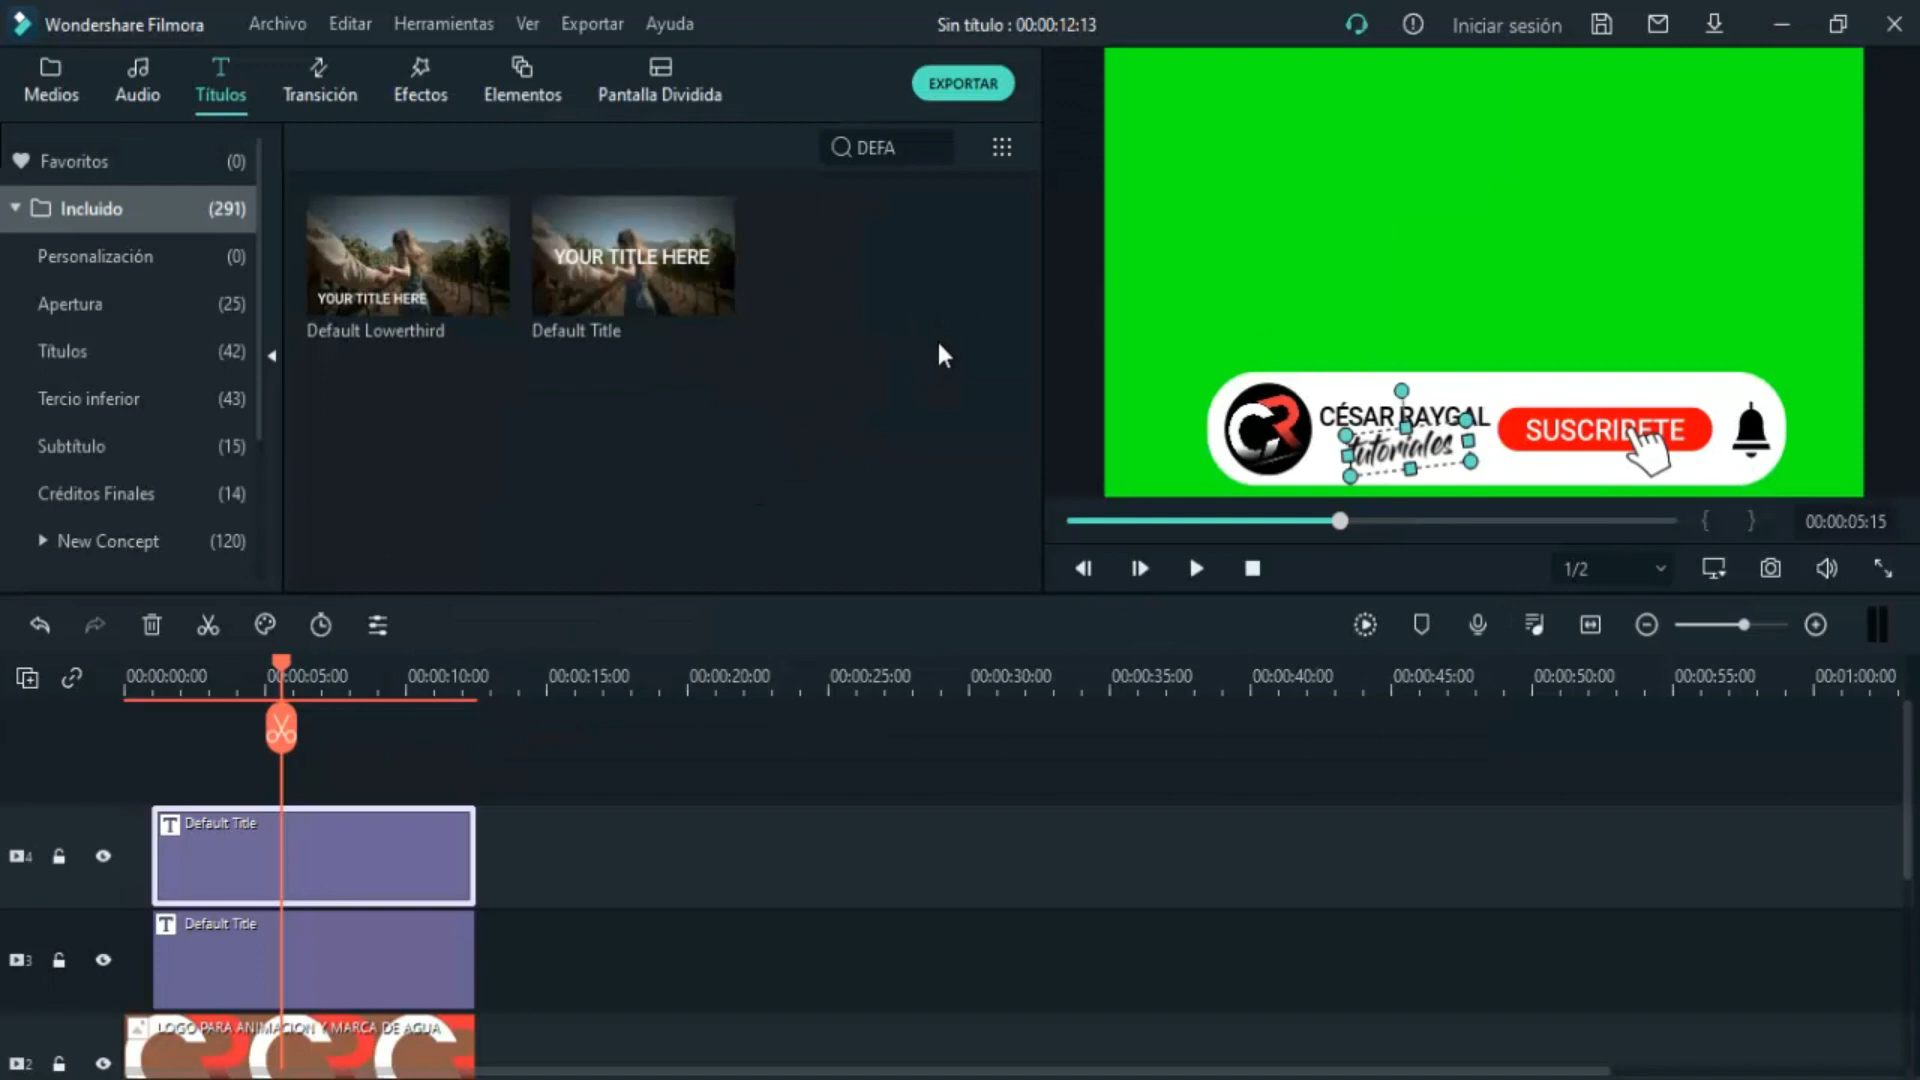 Wondershare Filmora Archivo Editar Herramientas Ver Exportar Ayuda Sin título : 00:00:12:13 Iniciar sesión
Medios Audio Títulos Transición Efectos Elementos Pantalla Dividida EXPORTAR
DEFA
Favoritos (0)
Incluido (291)
Personalización (0)
Apertura (25)
Títulos (42)
Tercio inferior (43)
Subtítulo (15)
Créditos Finales (14)
New Concept (120)
YOUR TITLE HERE
Default Lowerthird
YOUR TITLE HERE
Default Title
CR
CÉSAR RAYGAL
tutoriales
SUSCRIBETE
00:00:05:15
1/2
00:00:00:00 00:00:05:00 00:00:10:00 00:00:15:00 00:00:20:00 00:00:25:00 00:00:30:00 00:00:35:00 00:00:40:00 00:00:45:00 00:00:50:00 00:00:55:00 00:01:00:00
T Default Title
4
T Default Title
3
LOGO PARA ANIMACION Y MARCA DE AGUA
2